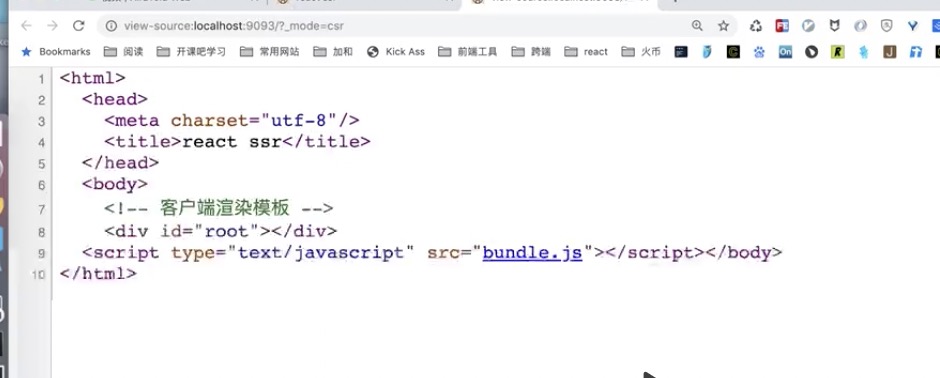 view-source:localhost:9093/?_mode=csr
Bookmarks 阅读 开课吧学习 常用网站 加和 Kick Ass 前端工具 跨端 react 火币
1 <html>
2 <head>
3 <meta charset="utf-8"/>
4 <title>react ssr</title>
5 </head>
6 <body>
7 <!-- 客户端渲染模板 -->
8 <div id="root"></div>
9 <script type="text/javascript" src="bundle.js"></script></body>
10 </html>